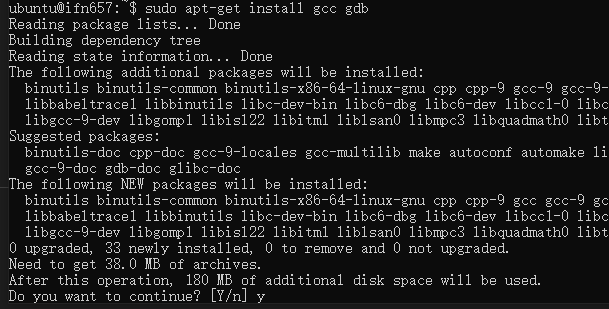 ubuntu@ifn657:~$ sudo apt-get install gcc gdb
Reading package lists... Done
Building dependency tree
Reading state information... Done
The following additional packages will be installed:
binutils binutils-common binutils-x86-64-linux-gnu cpp cpp-9 gcc-9 gcc-9-
libbabeltrace1 libbinutils libc-dev-bin libc6-dbg libc6-dev libcc1-0 libc
libgcc-9-dev libgomp1 libisl22 libitm1 liblsan0 libmpc3 libquadmath0 libt
Suggested packages:
binutils-doc cpp-doc gcc-9-locales gcc-multilib make autoconf automake li
gcc-9-doc gdb-doc glibc-doc
The following NEW packages will be installed:
binutils binutils-common binutils-x86-64-linux-gnu cpp cpp-9 gcc gcc-9 gc
libbabeltrace1 libbinutils libc-dev-bin libc6-dbg libc6-dev libcc1-0 libc
libgcc-9-dev libgomp1 libisl22 libitm1 liblsan0 libmpc3 libquadmath0 libt
0 upgraded, 33 newly installed, 0 to remove and 0 not upgraded.
Need to get 38.0 MB of archives.
After this operation, 180 MB of additional disk space will be used.
Do you want to continue? [Y/n] y